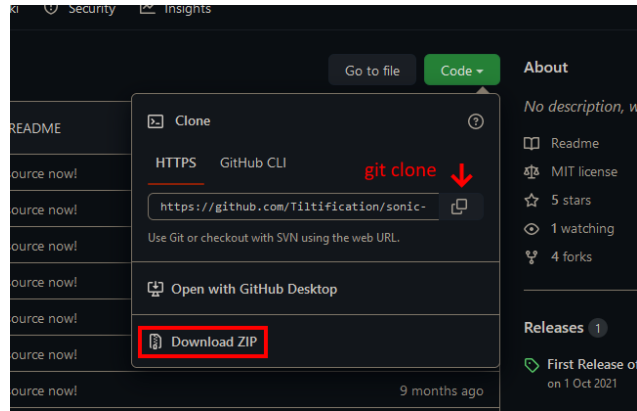 Security Insights
Go to file Code
About
No description, w
README
Clone
Readme
ource now!
HTTPS GitHub CLI
git clone
MIT license
https://github.com/Tiltification/sonic-
5 stars
ource now!
Use Git or checkout with SVN using the web URL.
1 watching
ource now!
4 forks
Open with GitHub Desktop
ource now!
ource now!
Releases 1
Download ZIP
ource now!
First Release of
on 1 Oct 2021
ource now! 9 months ago